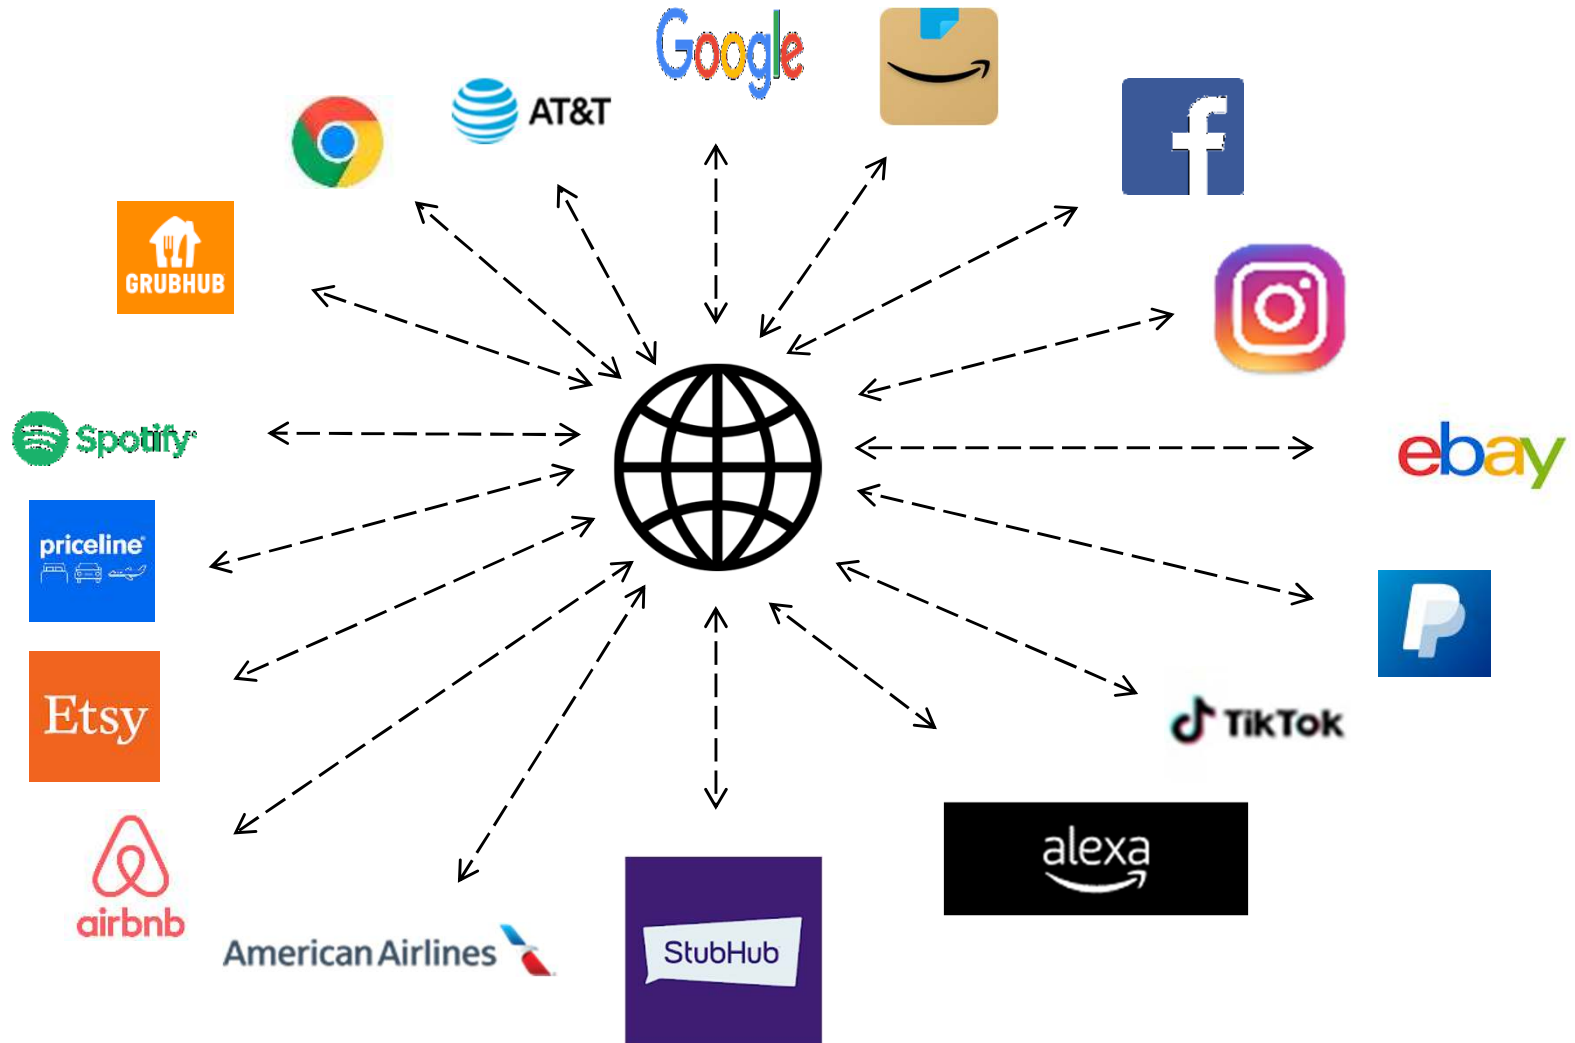 Google
AT&T
GRUBHUB
Spotify
ebay
priceline
Etsy
TikTok
alexa
airbnb
American Airlines
StubHub